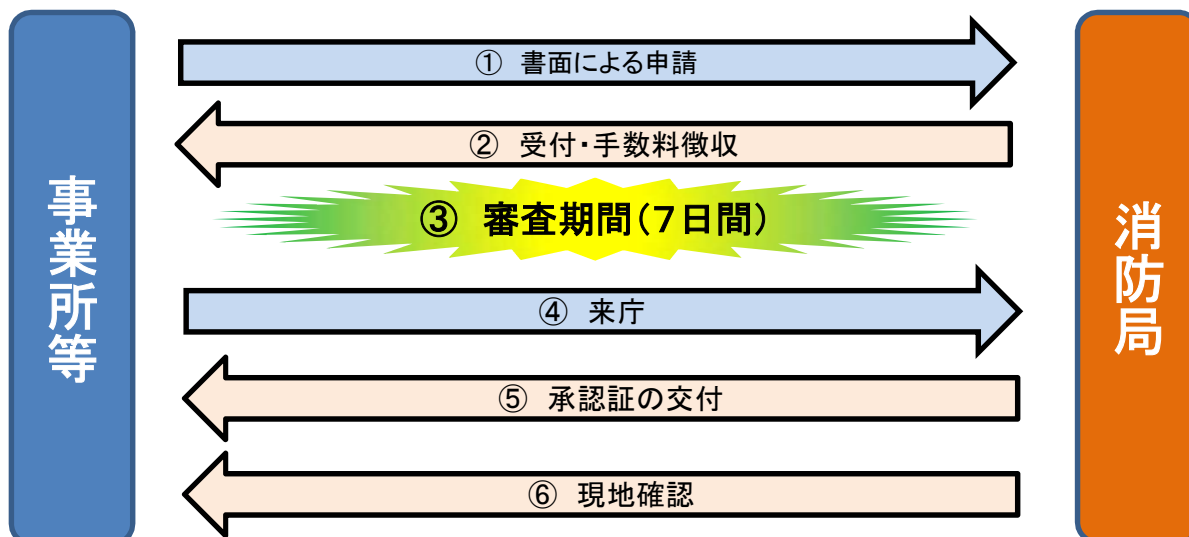 事業所等
① 書面による申請
② 受付・手数料徴収
③ 審査期間(7日間)
④ 来庁
⑤ 承認証の交付
⑥ 現地確認
消防局